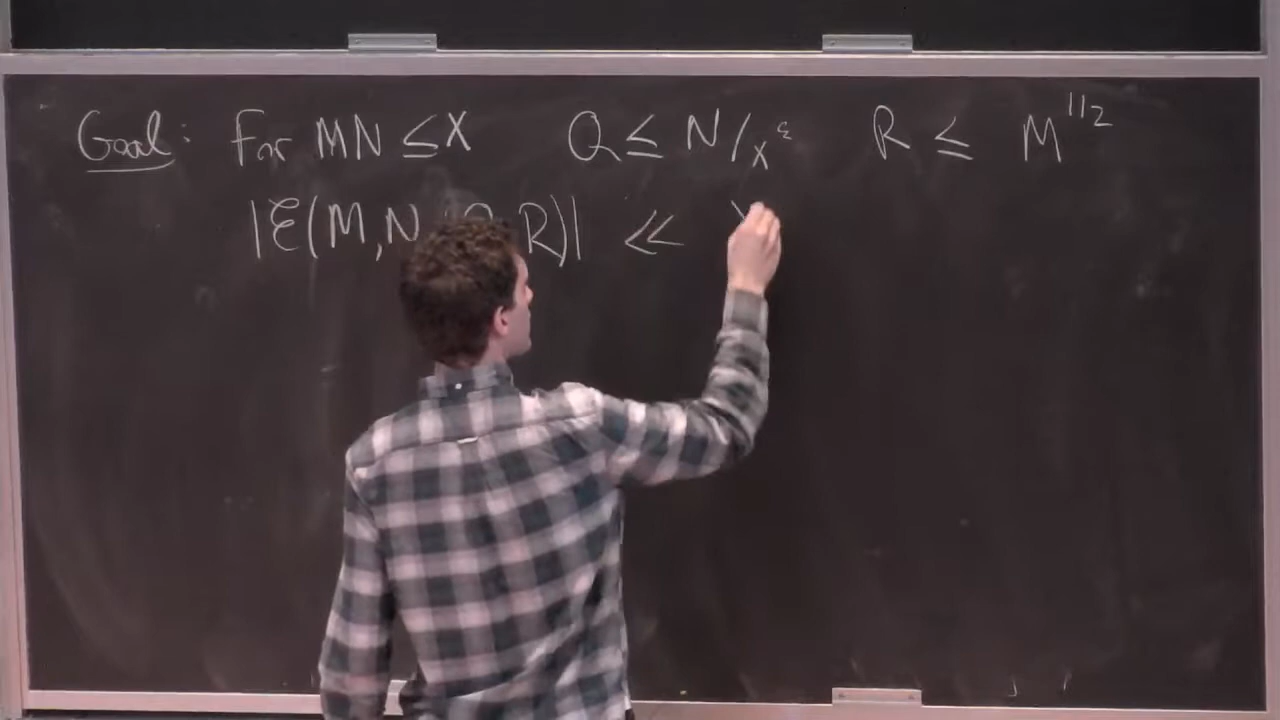 Goal: For MN ≤ X Q ≤ N/X^ε R ≤ M^{1/2}
|ℰ(M,N, Q, R)| ≪